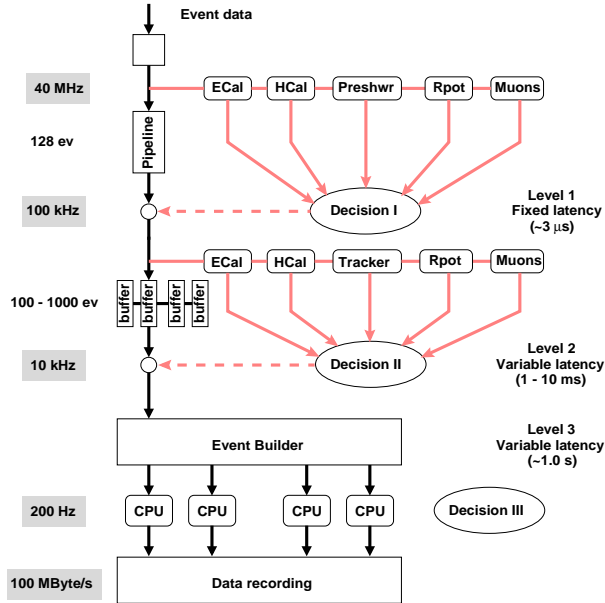 Event data
40 MHz
ECal
HCal
Preshwr
Rpot
Muons
128 ev
Pipeline
100 kHz
Decision I
Level 1
Fixed latency
(~3 μs)
ECal
HCal
Tracker
Rpot
Muons
100 - 1000 ev
buffer
buffer
buffer
buffer
10 kHz
Decision II
Level 2
Variable latency
(1 - 10 ms)
Event Builder
Level 3
Variable latency
(~1.0 s)
200 Hz
CPU
CPU
CPU
CPU
Decision III
100 MByte/s
Data recording